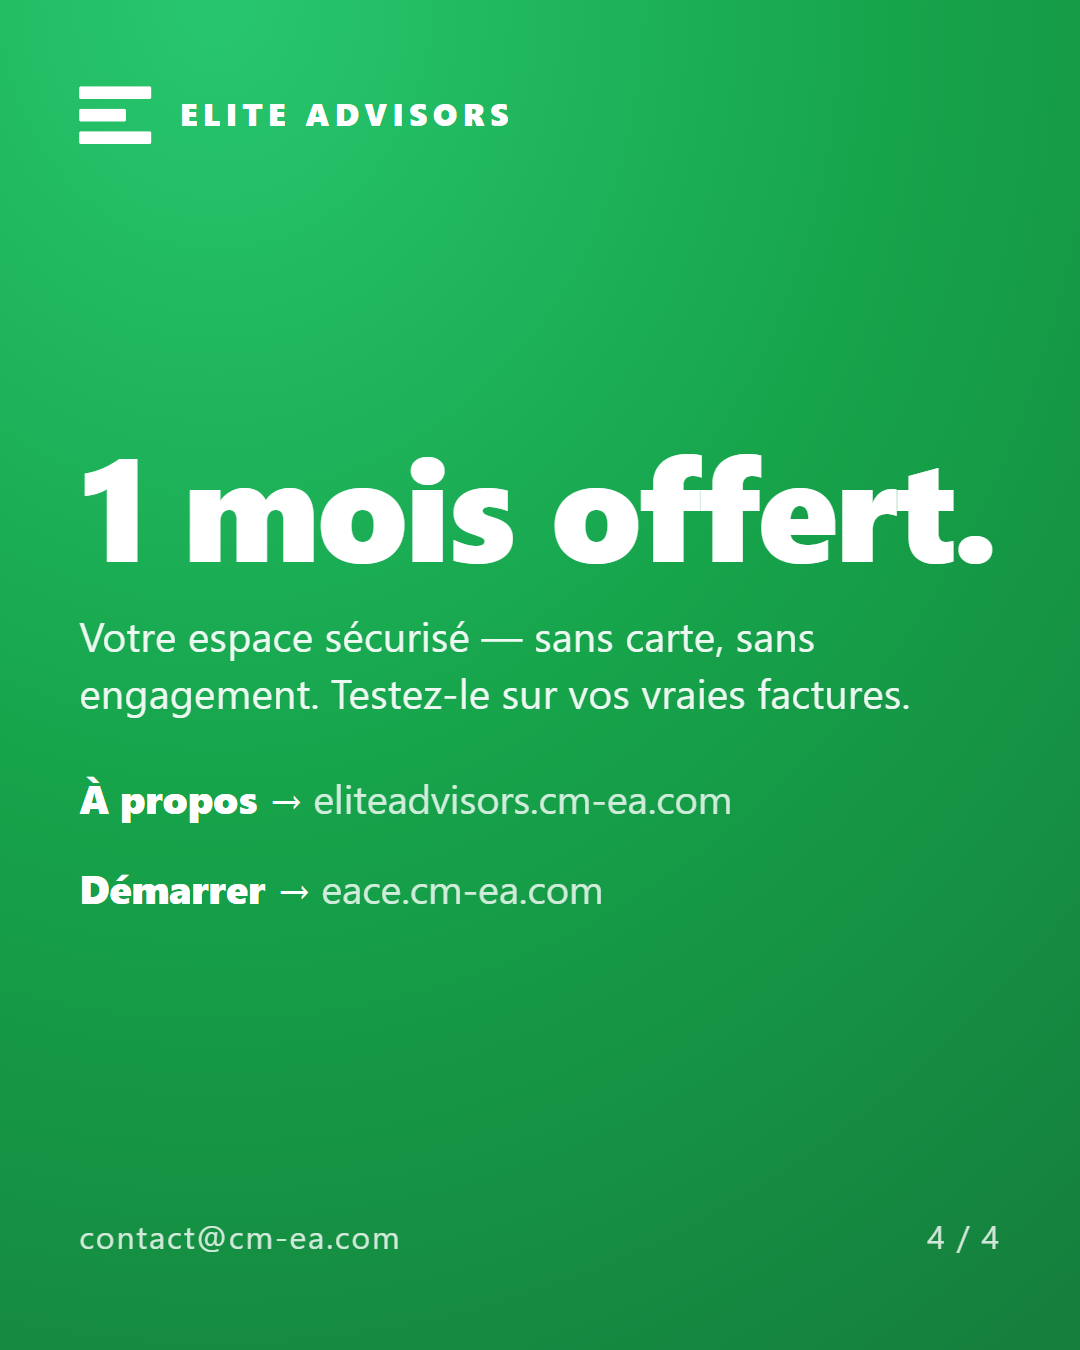 ELITE ADVISORS
1 mois offert.
Votre espace sécurisé — sans carte, sans
engagement. Testez-le sur vos vraies factures.
À propos → eliteadvisors.cm-ea.com
Démarrer → eace.cm-ea.com
contact@cm-ea.com
4 / 4